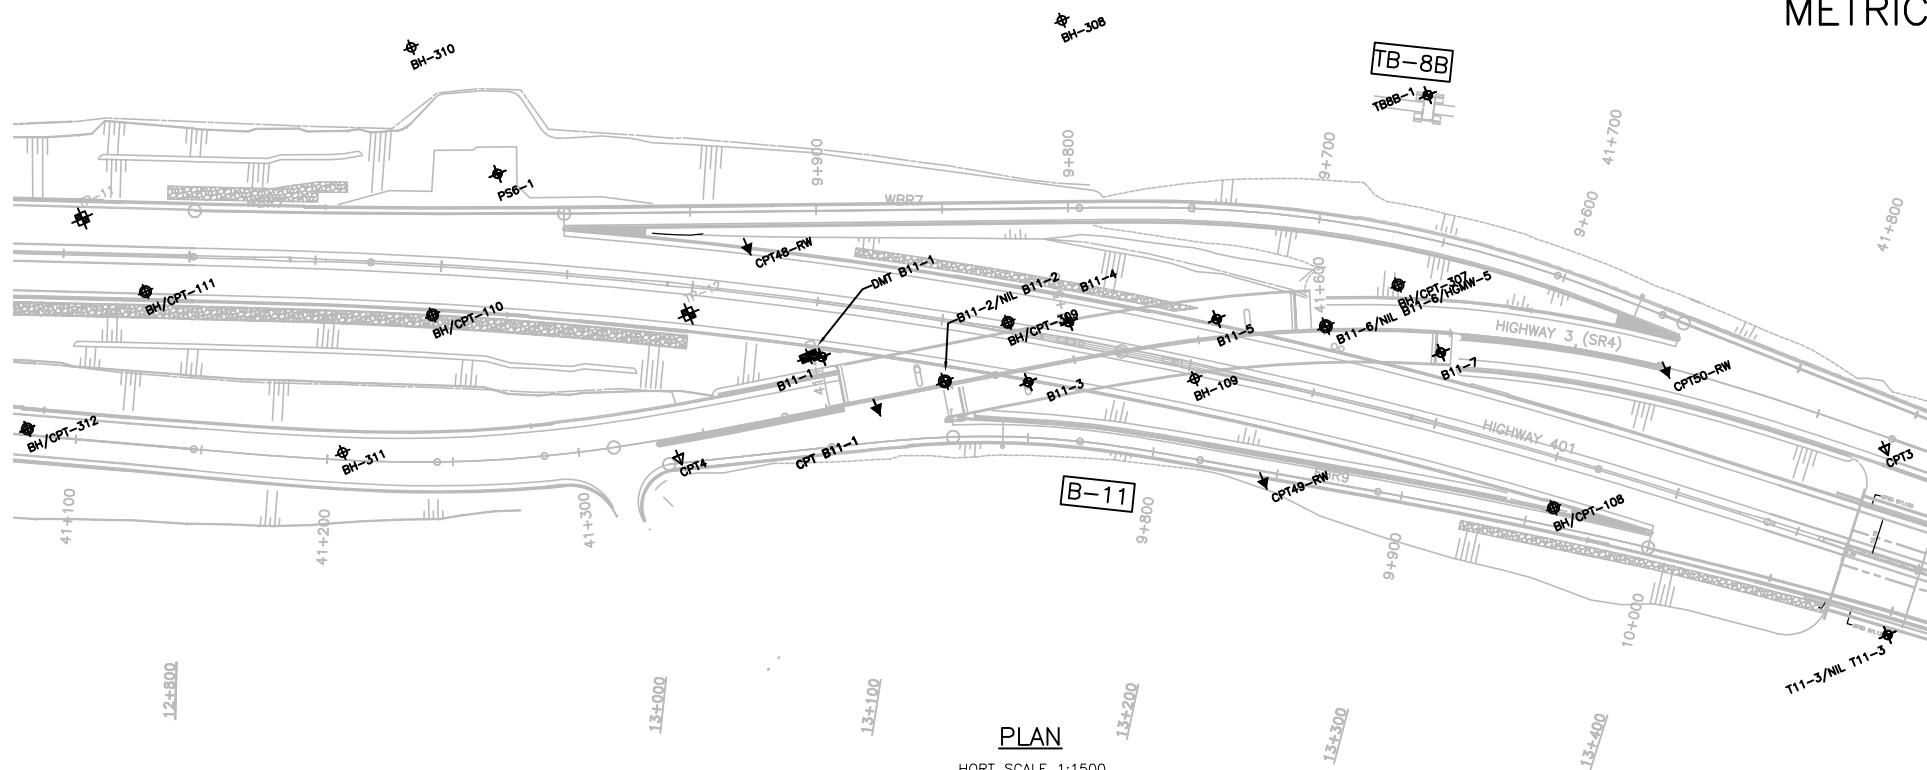 METRIC
BH-310
BH-308
TB-8B
TB8B-1
41+700
9+900
9+800
9+700
9+600
41+800
PS6-1
WBR7
CPT48-RW
DMT B11-1
B11-2/NIL B11-2
B11-4
41+600
BH/CPT-307
B11-6/NIL B11-6/HGMW-5
BH/CPT-111
BH/CPT-110
BH/CPT-309
B11-5
HIGHWAY 3 (SR4)
B11-1
B11-3
BH-109
B11-7
CPT50-RW
BH/CPT-312
BH-311
CPT4
CPT B11-1
HIGHWAY 401
CPT3
B-11
CPT49-RW
BH/CPT-108
41+100
41+200
41+300
9+800
9+900
10+000
T11-3/NIL T11-3
12+800
13+000
13+100
13+200
13+300
13+400
PLAN
HORT SCALE 1:1500